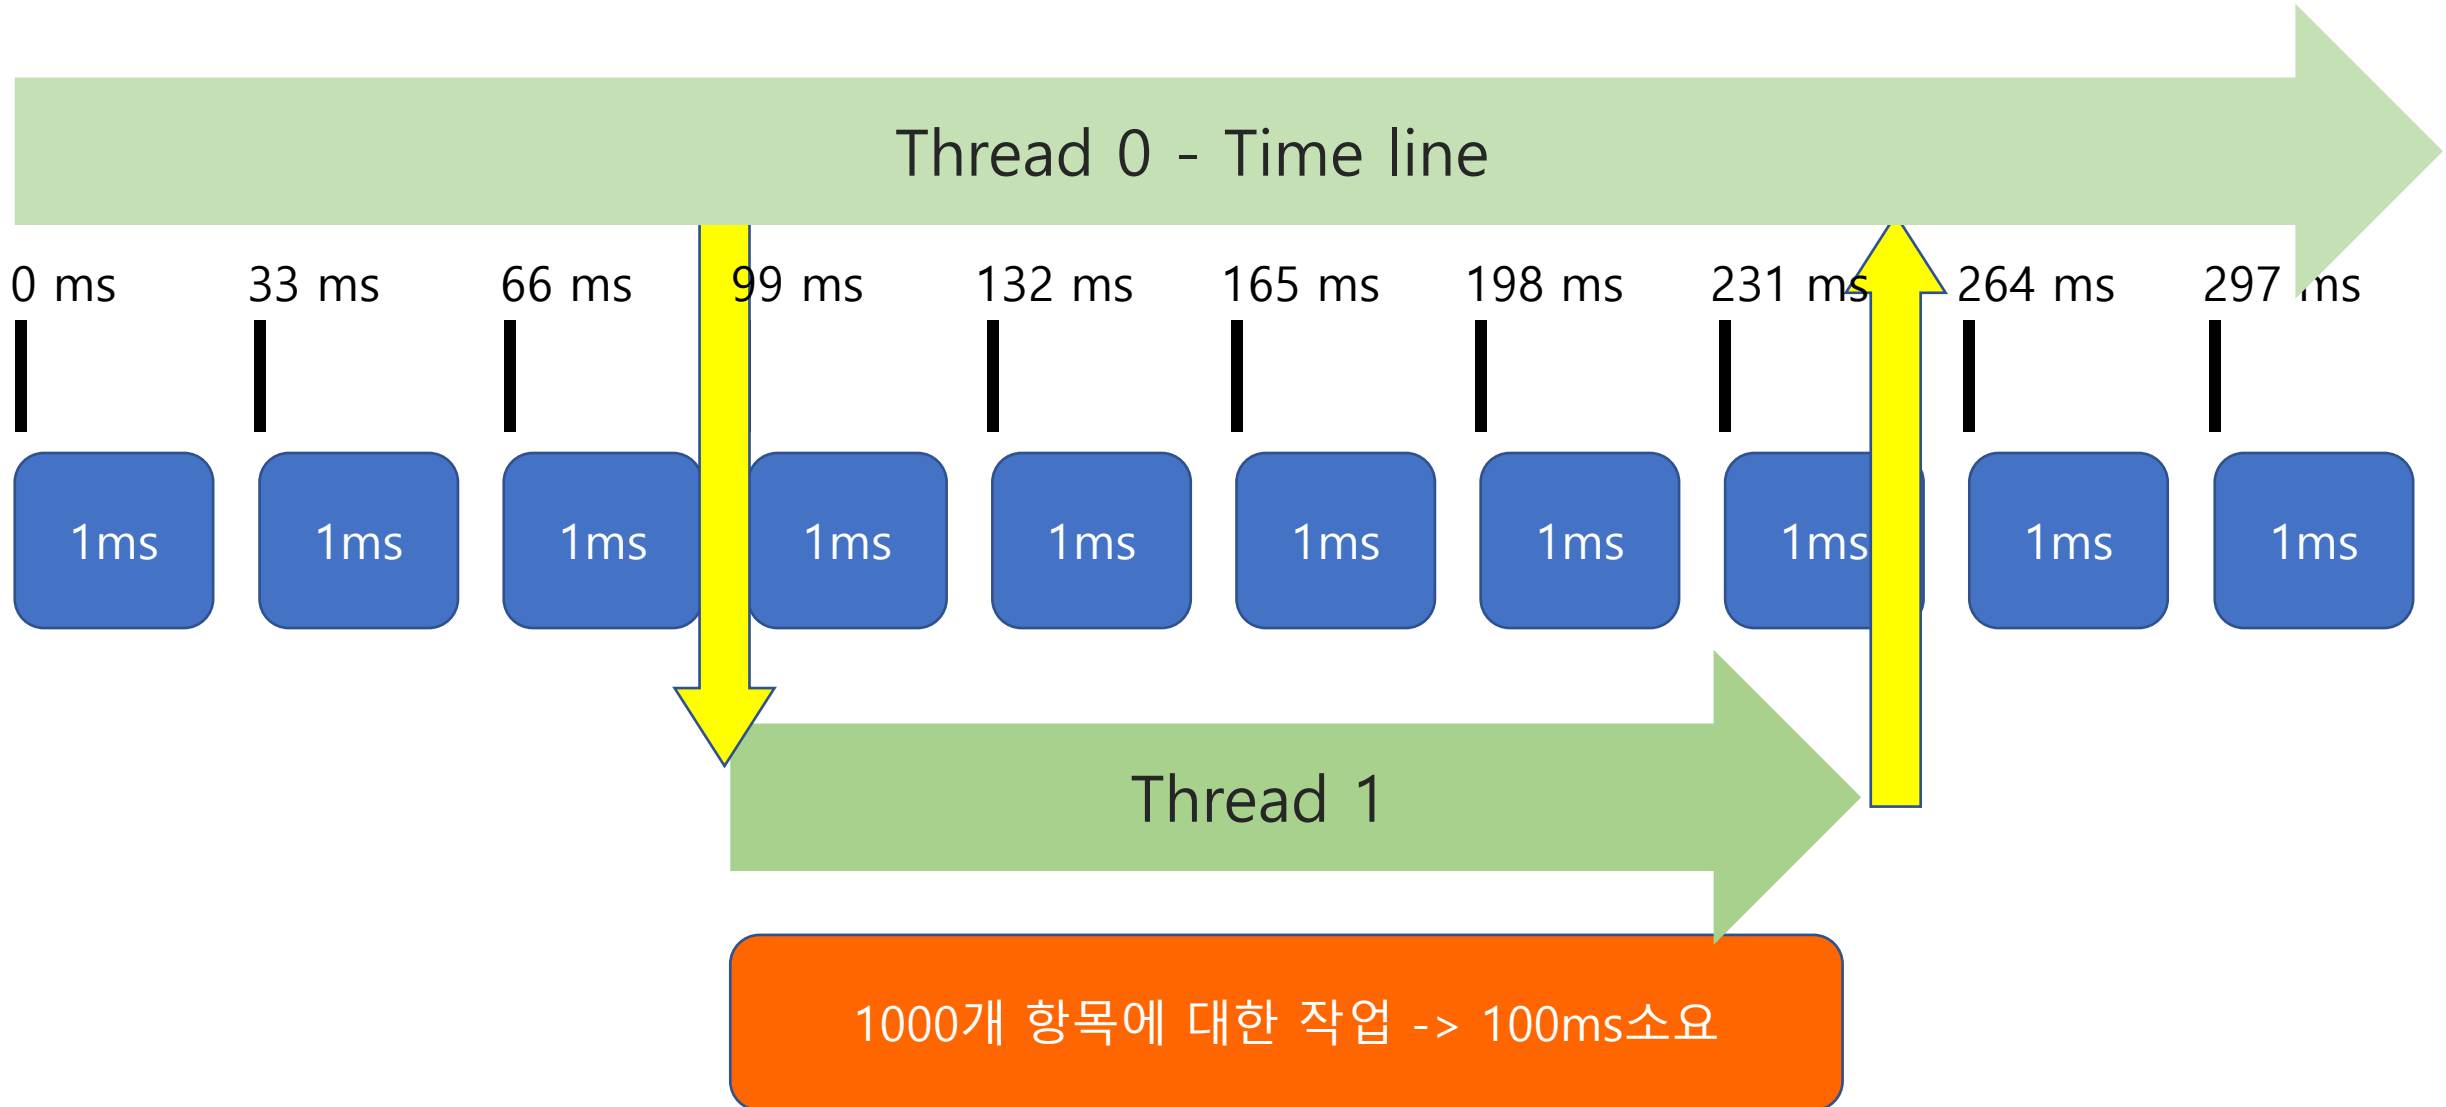 Thread 0 - Time line
0 ms 33 ms 66 ms 99 ms 132 ms 165 ms 198 ms 231 ms 264 ms 297 ms
1ms 1ms 1ms 1ms 1ms 1ms 1ms 1ms 1ms 1ms
Thread 1
1000개 항목에 대한 작업 -> 100ms소요